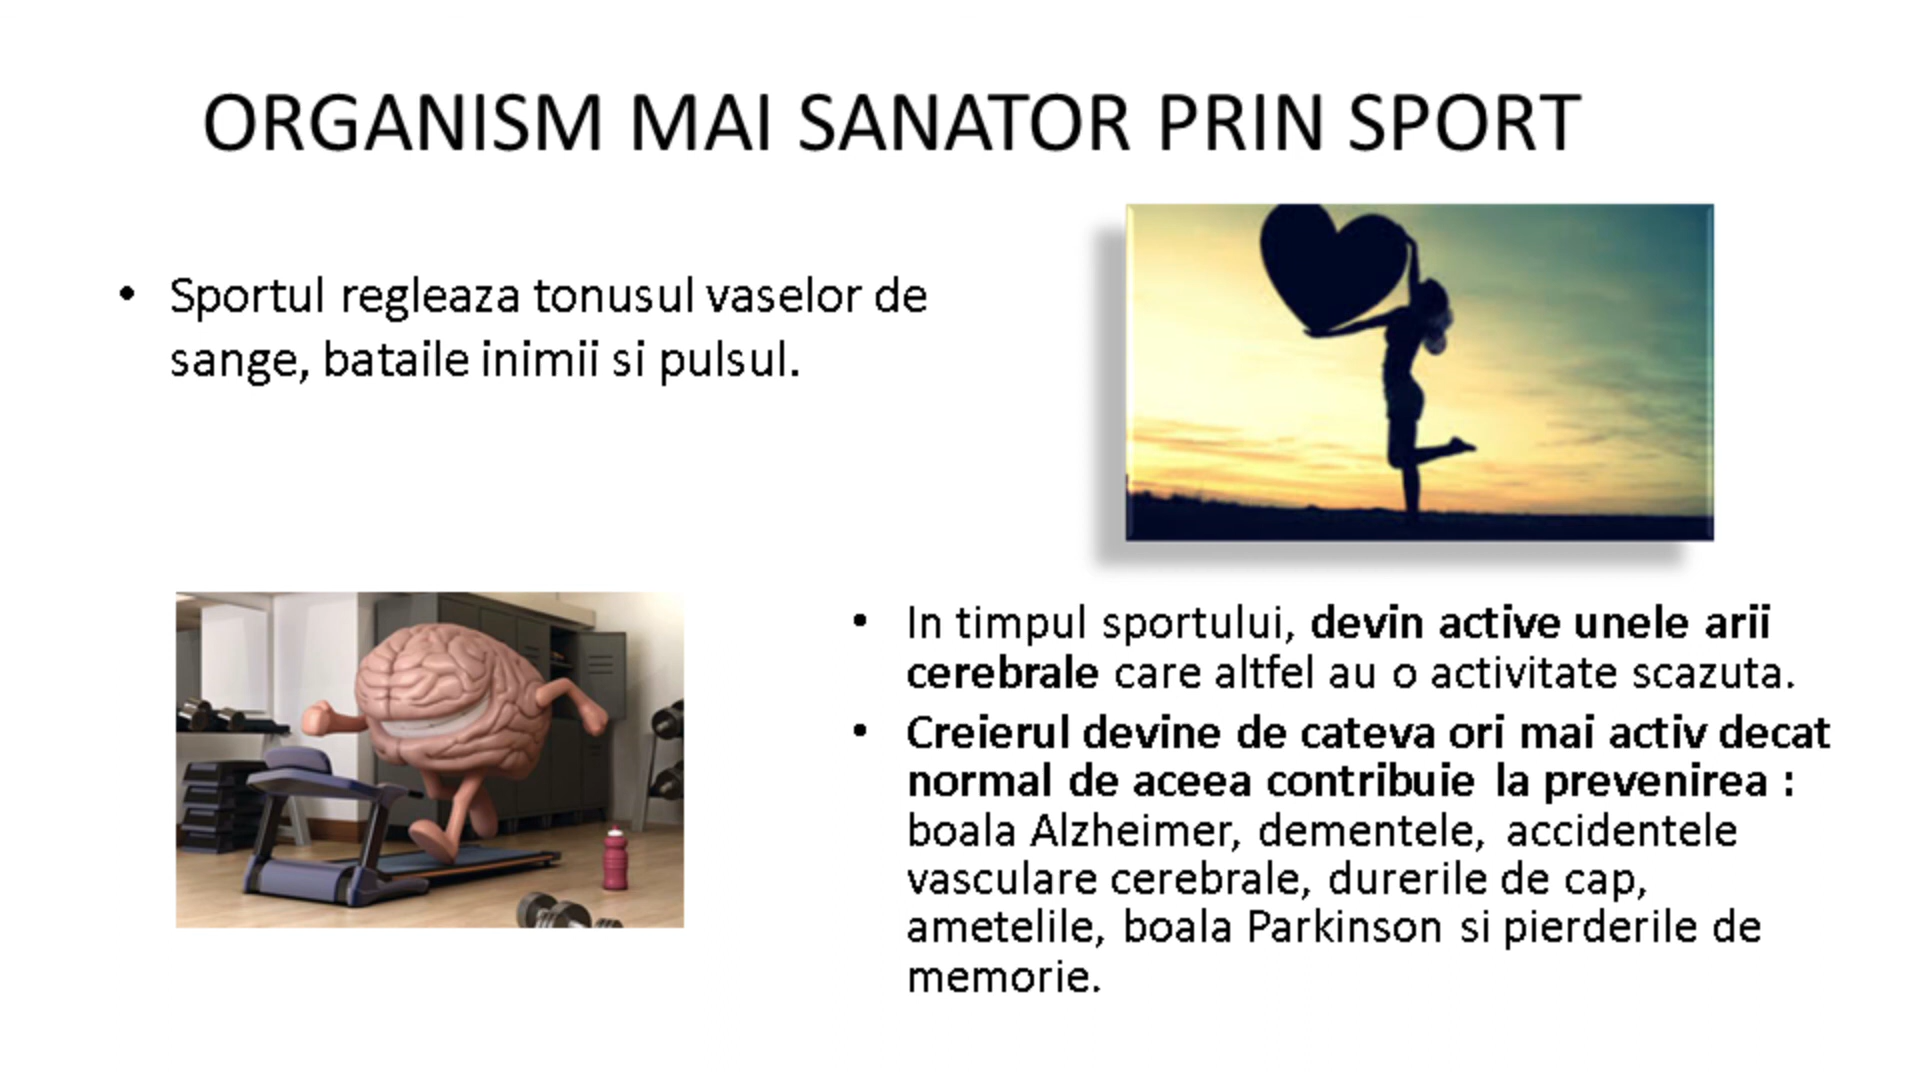 ORGANISM MAI SANATOR PRIN SPORT
• Sportul regleaza tonusul vaselor de
sange, bataile inimii si pulsul.
• In timpul sportului, devin active unele arii
cerebrale care altfel au o activitate scazuta.
• Creierul devine de cateva ori mai activ decat
normal de aceea contribuie la prevenirea :
boala Alzheimer, dementele, accidentele
vasculare cerebrale, durerile de cap,
ametelile, boala Parkinson si pierderile de
memorie.